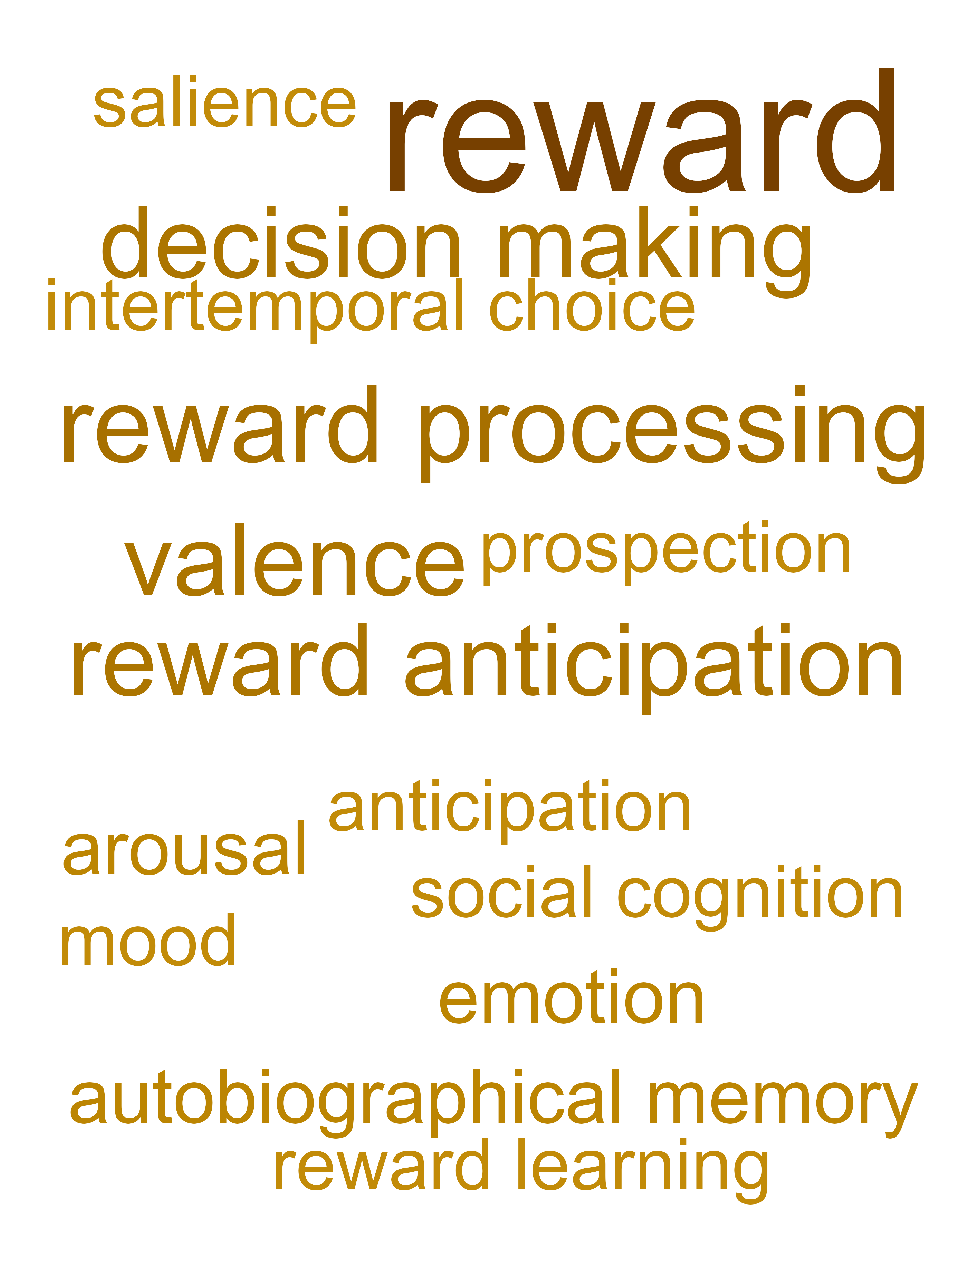 salience
reward
decision making
intertemporal choice
reward processing
valence
prospection
reward anticipation
anticipation
arousal
social cognition
mood
emotion
autobiographical memory
reward learning